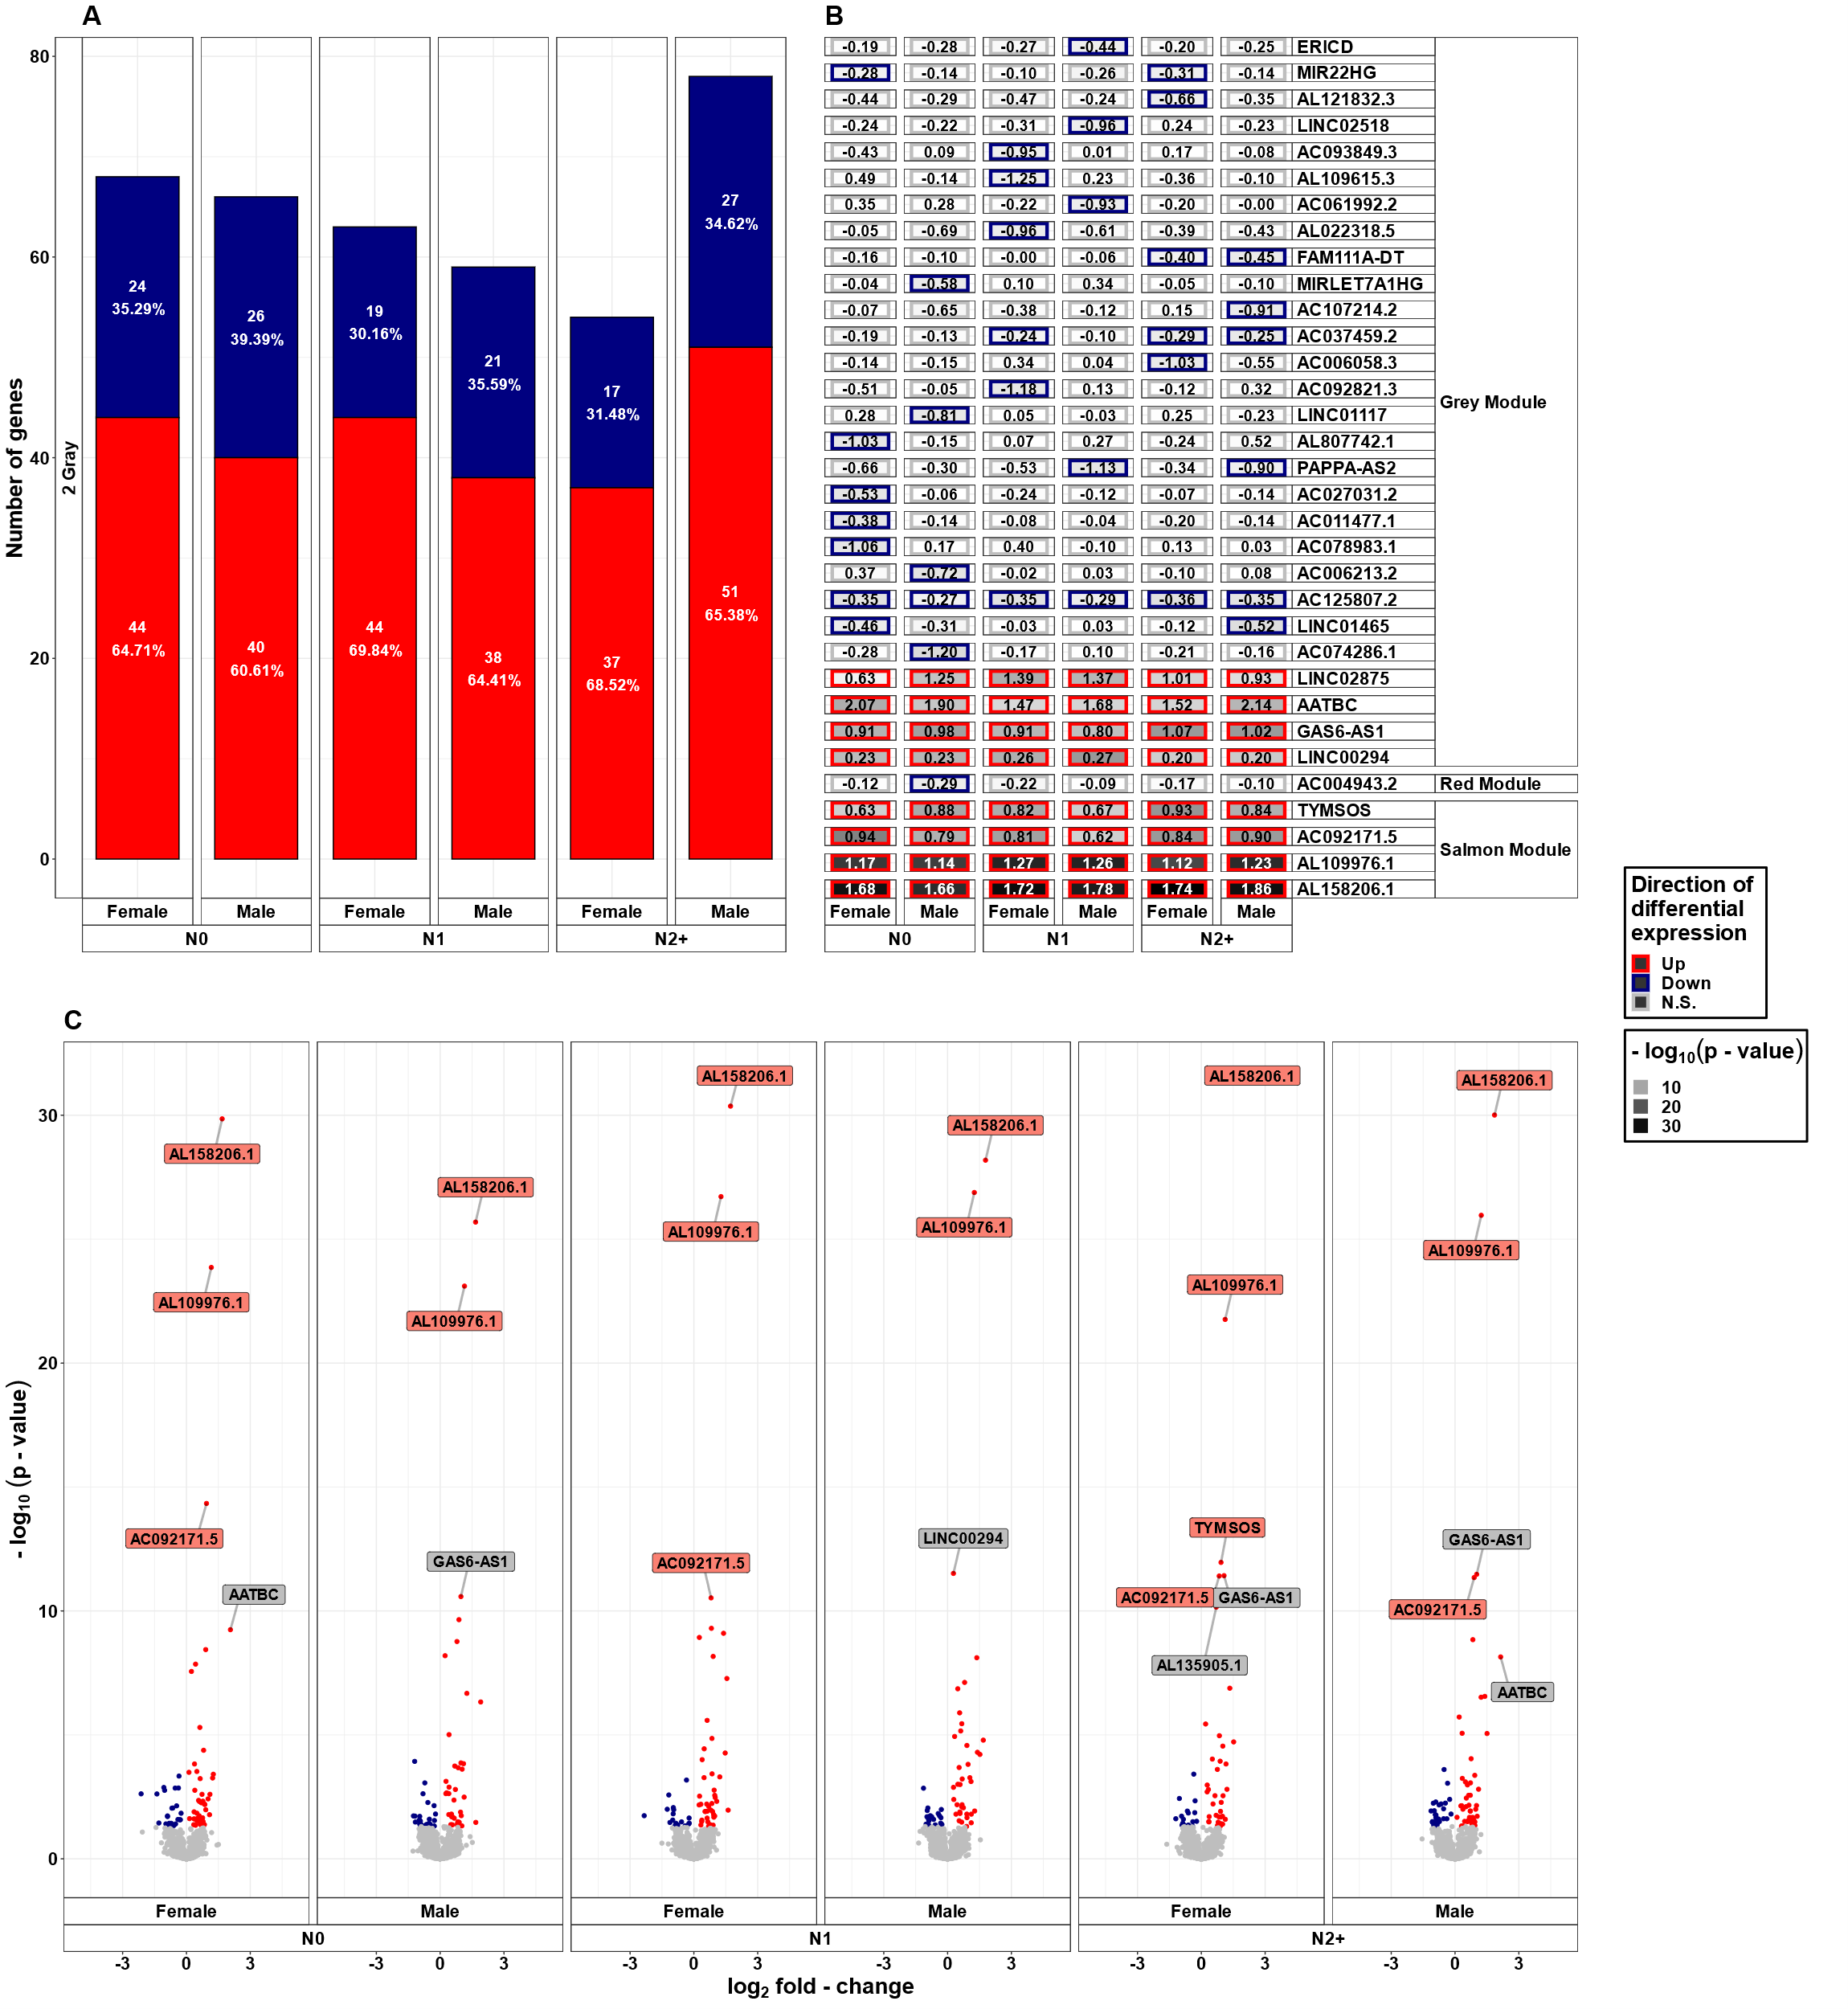 A
Number of genes
2 Gray
80
60
40
20
0
24
35.29%
44
64.71%
26
39.39%
40
60.61%
19
30.16%
44
69.84%
21
35.59%
38
64.41%
17
31.48%
37
68.52%
27
34.62%
51
65.38%
Female Male Female Male Female Male
N0 N1 N2+
B
-0.19 -0.28 -0.27 -0.44 -0.20 -0.25 ERICD
-0.28 -0.14 -0.10 -0.26 -0.31 -0.14 MIR22HG
-0.44 -0.29 -0.47 -0.24 -0.66 -0.35 AL121832.3
-0.24 -0.22 -0.31 -0.96 0.24 -0.23 LINC02518
-0.43 0.09 -0.95 0.01 0.17 -0.08 AC093849.3
0.49 -0.14 -1.25 0.23 -0.36 -0.10 AL109615.3
0.35 0.28 -0.22 -0.93 -0.20 -0.00 AC061992.2
-0.05 -0.69 -0.96 -0.61 -0.39 -0.43 AL022318.5
-0.16 -0.10 -0.00 -0.06 -0.40 -0.45 FAM111A-DT
-0.04 -0.58 0.10 0.34 -0.05 -0.10 MIRLET7A1HG
-0.07 -0.65 -0.38 -0.12 0.15 -0.91 AC107214.2
-0.19 -0.13 -0.24 -0.10 -0.29 -0.25 AC037459.2
-0.14 -0.15 0.34 0.04 -1.03 -0.55 AC006058.3
-0.51 -0.05 -1.18 0.13 -0.12 0.32 AC092821.3
0.28 -0.81 0.05 -0.03 0.25 -0.23 LINC01117
-1.03 -0.15 0.07 0.27 -0.24 0.52 AL807742.1
-0.66 -0.30 -0.53 -1.13 -0.34 -0.90 PAPPA-AS2
-0.53 -0.06 -0.24 -0.12 -0.07 -0.14 AC027031.2
-0.38 -0.14 -0.08 -0.04 -0.20 -0.14 AC011477.1
-1.06 0.17 0.40 -0.10 0.13 0.03 AC078983.1
0.37 -0.72 -0.02 0.03 -0.10 0.08 AC006213.2
-0.35 -0.27 -0.35 -0.29 -0.36 -0.35 AC125807.2
-0.46 -0.31 -0.03 0.03 -0.12 -0.52 LINC01465
-0.28 -1.20 -0.17 0.10 -0.21 -0.16 AC074286.1
0.63 1.25 1.39 1.37 1.01 0.93 LINC02875
2.07 1.90 1.47 1.68 1.52 2.14 AATBC
0.91 0.98 0.91 0.80 1.07 1.02 GAS6-AS1
0.23 0.23 0.26 0.27 0.20 0.20 LINC00294
Grey Module
-0.12 -0.29 -0.22 -0.09 -0.17 -0.10 AC004943.2 Red Module
0.63 0.88 0.82 0.67 0.93 0.84 TYMSOS
0.94 0.79 0.81 0.62 0.84 0.90 AC092171.5
1.17 1.14 1.27 1.26 1.12 1.23 AL109976.1
1.68 1.66 1.72 1.78 1.74 1.86 AL158206.1
Salmon Module
Female Male Female Male Female Male
N0 N1 N2+
Direction of
differential
expression
Up
Down
N.S.
- log10(p - value)
10
20
30
C
- log10 (p - value)
30
20
10
0
AL158206.1
AL109976.1
AC092171.5
AATBC
AL158206.1
AL109976.1
GAS6-AS1
AL158206.1
AL109976.1
AC092171.5
AL158206.1
AL109976.1
LINC00294
AL158206.1
AL109976.1
TYMSOS
AC092171.5 GAS6-AS1
AL135905.1
AL158206.1
AL109976.1
GAS6-AS1
AC092171.5
AATBC
Female Male Female Male Female Male
N0 N1 N2+
-3 0 3 -3 0 3 -3 0 3 -3 0 3 -3 0 3 -3 0 3
log2 fold - change